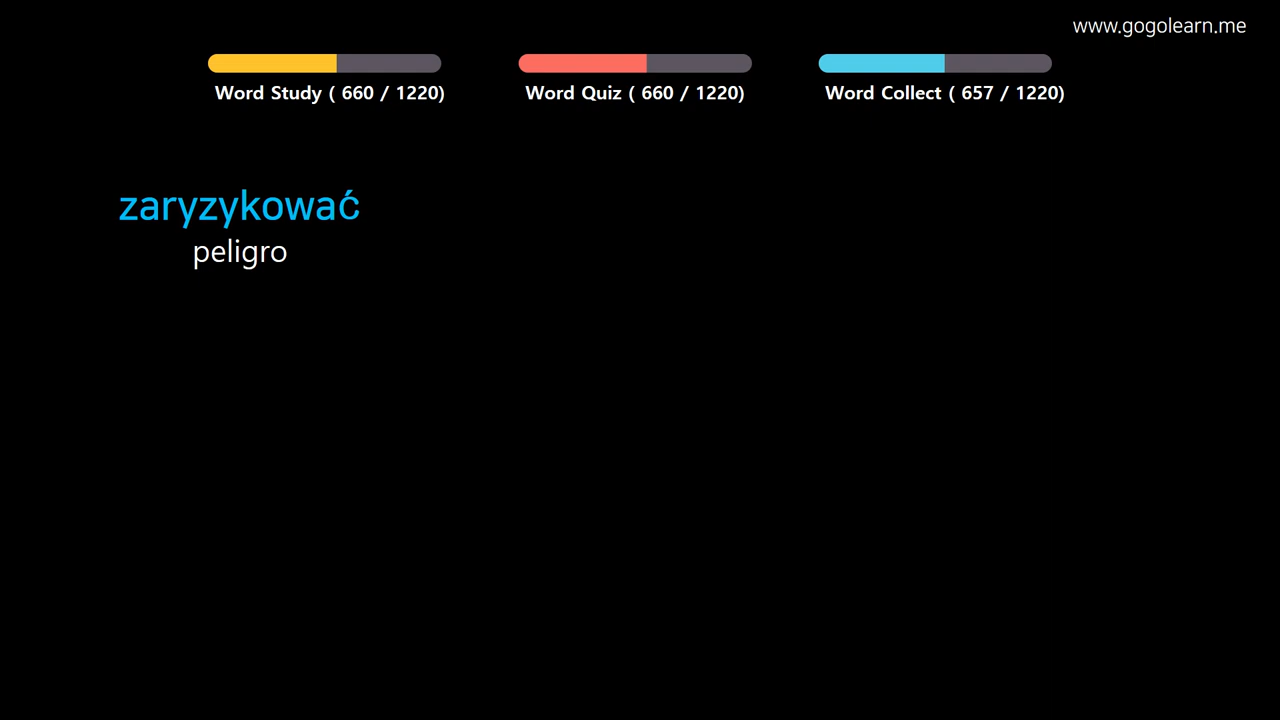 www.gogolearn.me
Word Study ( 660 / 1220)
Word Quiz ( 660 / 1220)
Word Collect ( 657 / 1220)
zaryzykować
peligro